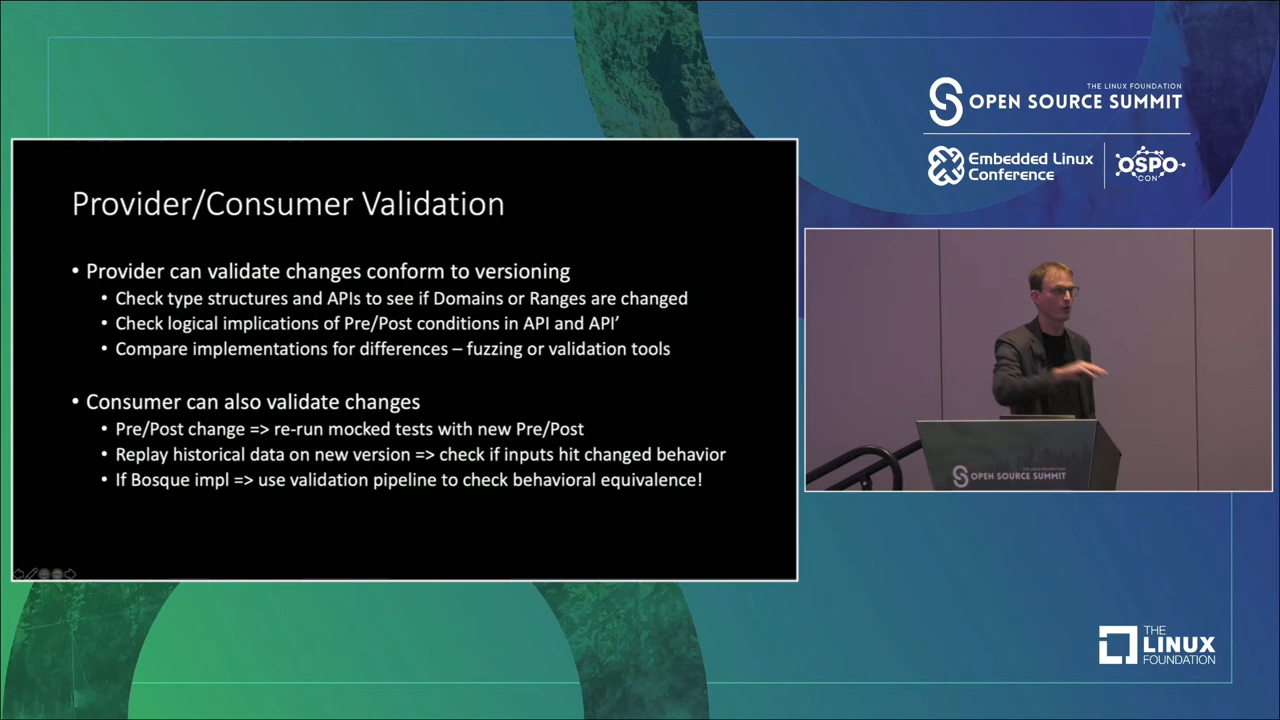 THE LINUX FOUNDATION
OPEN SOURCE SUMMIT
Embedded Linux
Conference
OSPO
CON
Provider/Consumer Validation
• Provider can validate changes conform to versioning
• Check type structures and APIs to see if Domains or Ranges are changed
• Check logical implications of Pre/Post conditions in API and API’
• Compare implementations for differences – fuzzing or validation tools
• Consumer can also validate changes
• Pre/Post change => re-run mocked tests with new Pre/Post
• Replay historical data on new version => check if inputs hit changed behavior
• If Bosque impl => use validation pipeline to check behavioral equivalence!
OPEN SOURCE SUMMIT
THE
LINUX
FOUNDATION